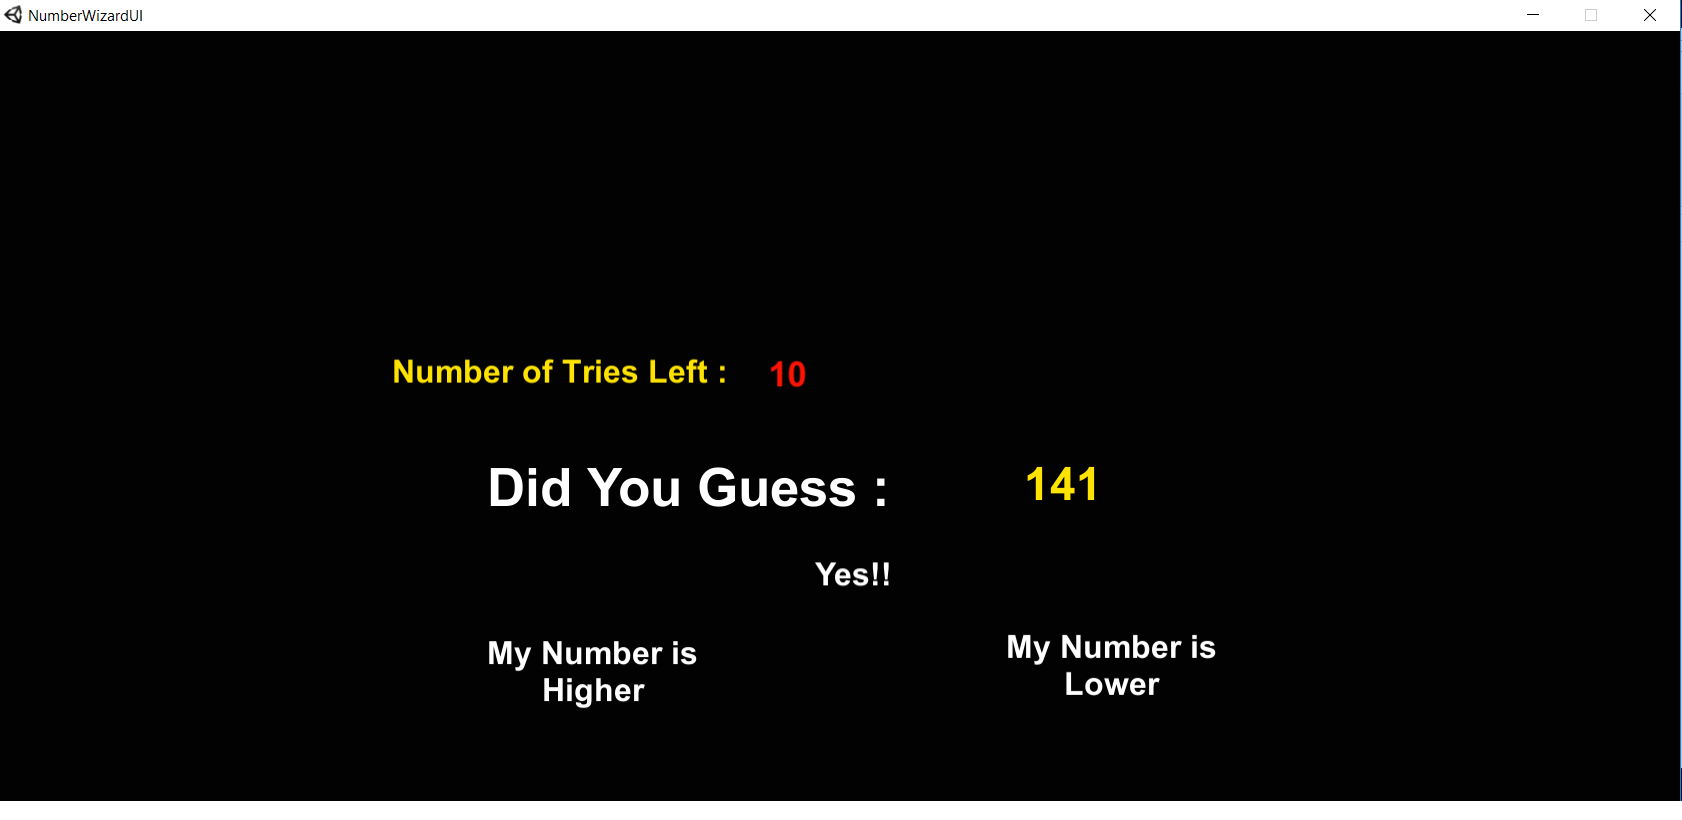 NumberWizardUI
Number of Tries Left : 10
Did You Guess : 141
Yes!!
My Number is
Higher
My Number is
Lower